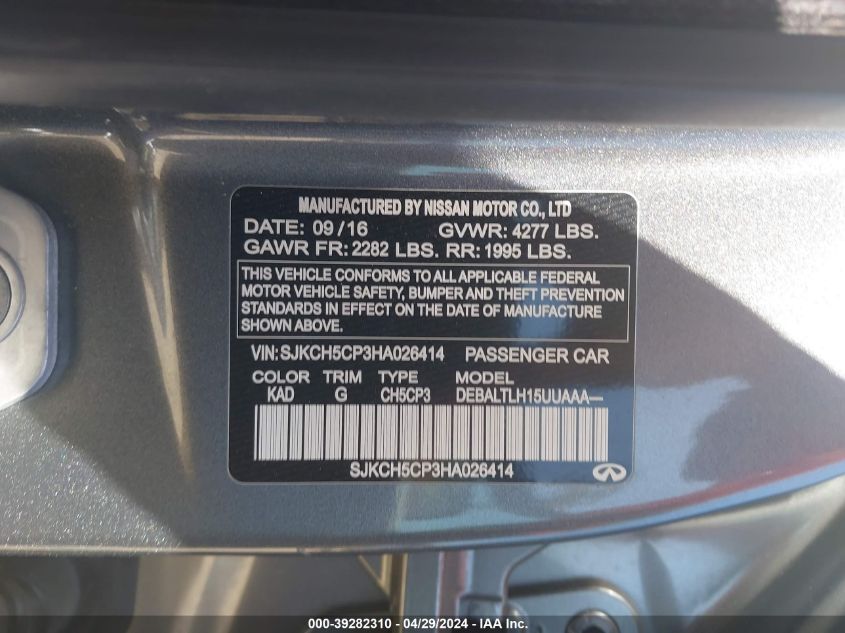 MANUFACTURED BY NISSAN MOTOR CO., LTD
DATE: 09/16 GVWR: 4277 LBS.
GAWR FR: 2282 LBS. RR: 1995 LBS.
THIS VEHICLE CONFORMS TO ALL APPLICABLE FEDERAL
MOTOR VEHICLE SAFETY, BUMPER AND THEFT PREVENTION
STANDARDS IN EFFECT ON THE DATE OF MANUFACTURE
SHOWN ABOVE.
VIN: SJKCH5CP3HA026414 PASSENGER CAR
COLOR TRIM TYPE MODEL
KAD G CH5CP3 DEBALTLH15UUAAA—
SJKCH5CP3HA026414
000-39282310 - 04/29/2024 - IAA Inc.